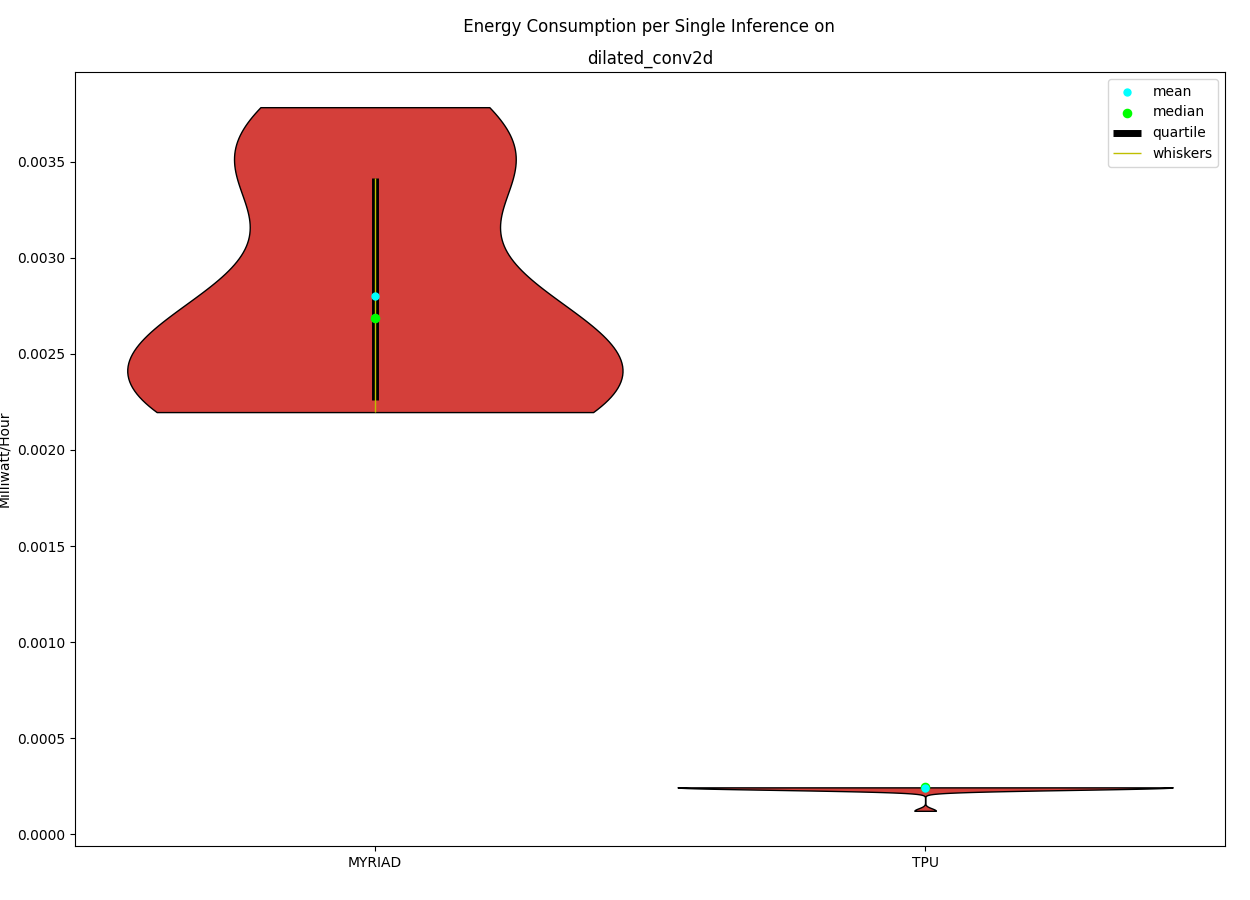 Energy Consumption per Single Inference on
dilated_conv2d
mean
median
quartile
whiskers
0.0035
0.0030
0.0025
0.0020
0.0015
0.0010
0.0005
0.0000
Milliwatt/Hour
MYRIAD
TPU